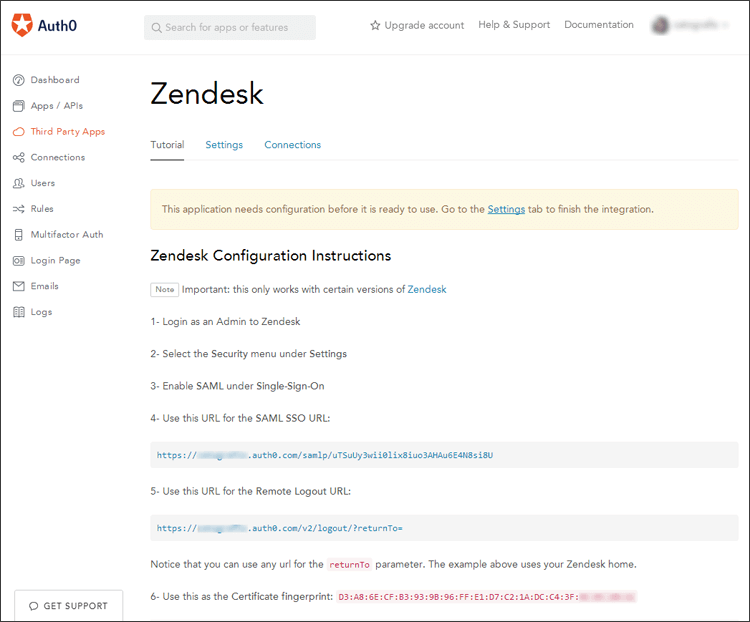 Auth0
Search for apps or features
Upgrade account
Help & Support
Documentation
Dashboard
Apps / APIs
Third Party Apps
Connections
Users
Rules
Multifactor Auth
Login Page
Emails
Logs
GET SUPPORT
Zendesk
Tutorial Settings Connections
This application needs configuration before it is ready to use. Go to the Settings tab to finish the integration.
Zendesk Configuration Instructions
Note Important: this only works with certain versions of Zendesk
1- Login as an Admin to Zendesk
2- Select the Security menu under Settings
3- Enable SAML under Single-Sign-On
4- Use this URL for the SAML SSO URL:
https:// .auth0.com/samlp/uTSuUy3wii0lix8iuo3AHAu6E4N8si8U
5- Use this URL for the Remote Logout URL:
https:// .auth0.com/v2/logout/?returnTo=
Notice that you can use any url for the returnTo parameter. The example above uses your Zendesk home.
6- Use this as the Certificate fingerprint: D3:A8:6E:CF:B3:93:9B:96:FF:E1:D7:C2:1A:DC:C4:3F: